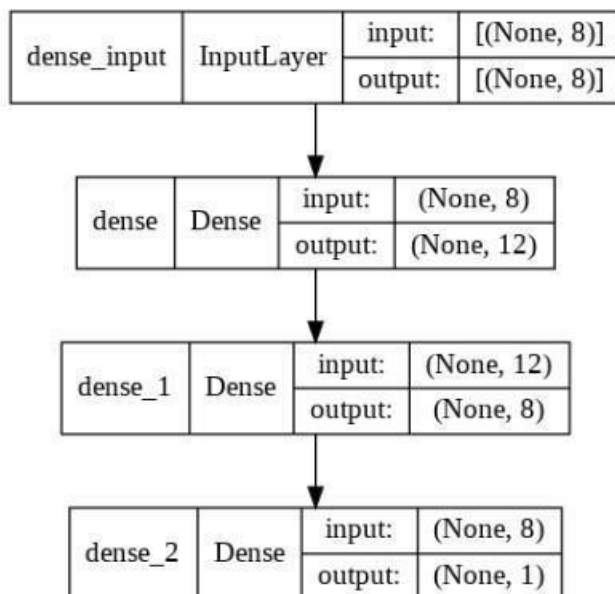 dense_input InputLayer input: [(None, 8)]
output: [(None, 8)]
dense Dense input: (None, 8)
output: (None, 12)
dense_1 Dense input: (None, 12)
output: (None, 8)
dense_2 Dense input: (None, 8)
output: (None, 1)